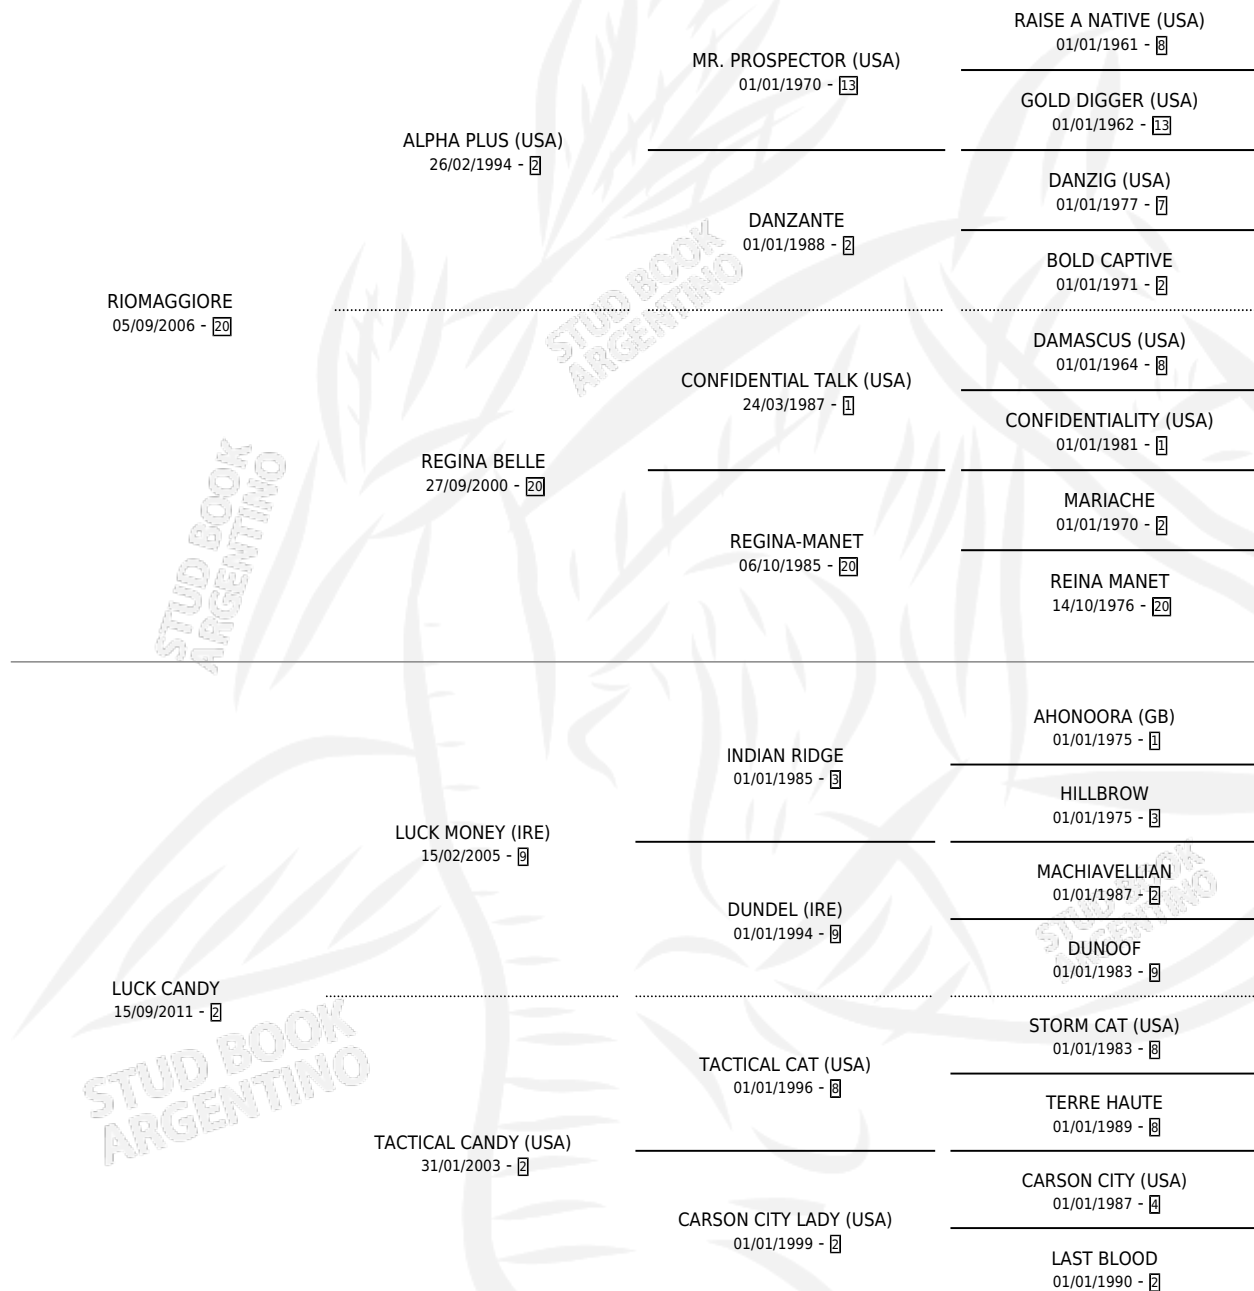 RAISE A NATIVE (USA)
01/01/1961 - 8
MR. PROSPECTOR (USA)
01/01/1970 - 13
GOLD DIGGER (USA)
01/01/1962 - 13
ALPHA PLUS (USA)
26/02/1994 - 2
DANZIG (USA)
01/01/1977 - 7
DANZANTE
01/01/1988 - 2
BOLD CAPTIVE
01/01/1971 - 2
RIOMAGGIORE
05/09/2006 - 20
DAMASCUS (USA)
01/01/1964 - 8
CONFIDENTIAL TALK (USA)
24/03/1987 - 1
CONFIDENTIALITY (USA)
01/01/1981 - 1
REGINA BELLE
27/09/2000 - 20
MARIACHE
01/01/1970 - 2
REGINA-MANET
06/10/1985 - 20
REINA MANET
14/10/1976 - 20
AHONOORA (GB)
01/01/1975 - 1
INDIAN RIDGE
01/01/1985 - 3
HILLBROW
01/01/1975 - 3
LUCK MONEY (IRE)
15/02/2005 - 9
MACHIAVELLIAN
01/01/1987 - 2
DUNDEL (IRE)
01/01/1994 - 9
DUNOOF
01/01/1983 - 9
LUCK CANDY
15/09/2011 - 2
STORM CAT (USA)
01/01/1983 - 8
TACTICAL CAT (USA)
01/01/1996 - 8
TERRE HAUTE
01/01/1989 - 8
TACTICAL CANDY (USA)
31/01/2003 - 2
CARSON CITY (USA)
01/01/1987 - 4
CARSON CITY LADY (USA)
01/01/1999 - 2
LAST BLOOD
01/01/1990 - 2
STUD BOOK
ARGENTINO
STUD BOOK
ARGENTINO
STUD BOOK
ARGENTINO
STUD BOOK
ARGENTINO